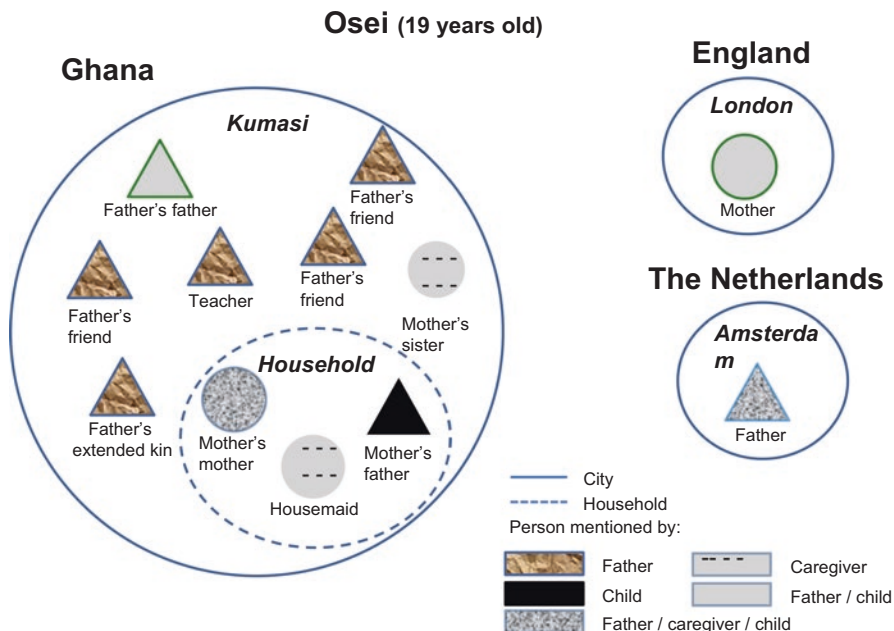 Osei (19 years old)
Ghana
England
Kumasi
London
Father's father
Father's
friend
Mother
Father's
friend
Teacher
Father's
friend
Mother's
sister
The Netherlands
Amsterda
m
Household
Father's
extended kin
Mother's
mother
Mother's
father
Housemaid
Father
City
Household
Person mentioned by:
Father
Caregiver
Child
Father / child
Father / caregiver / child